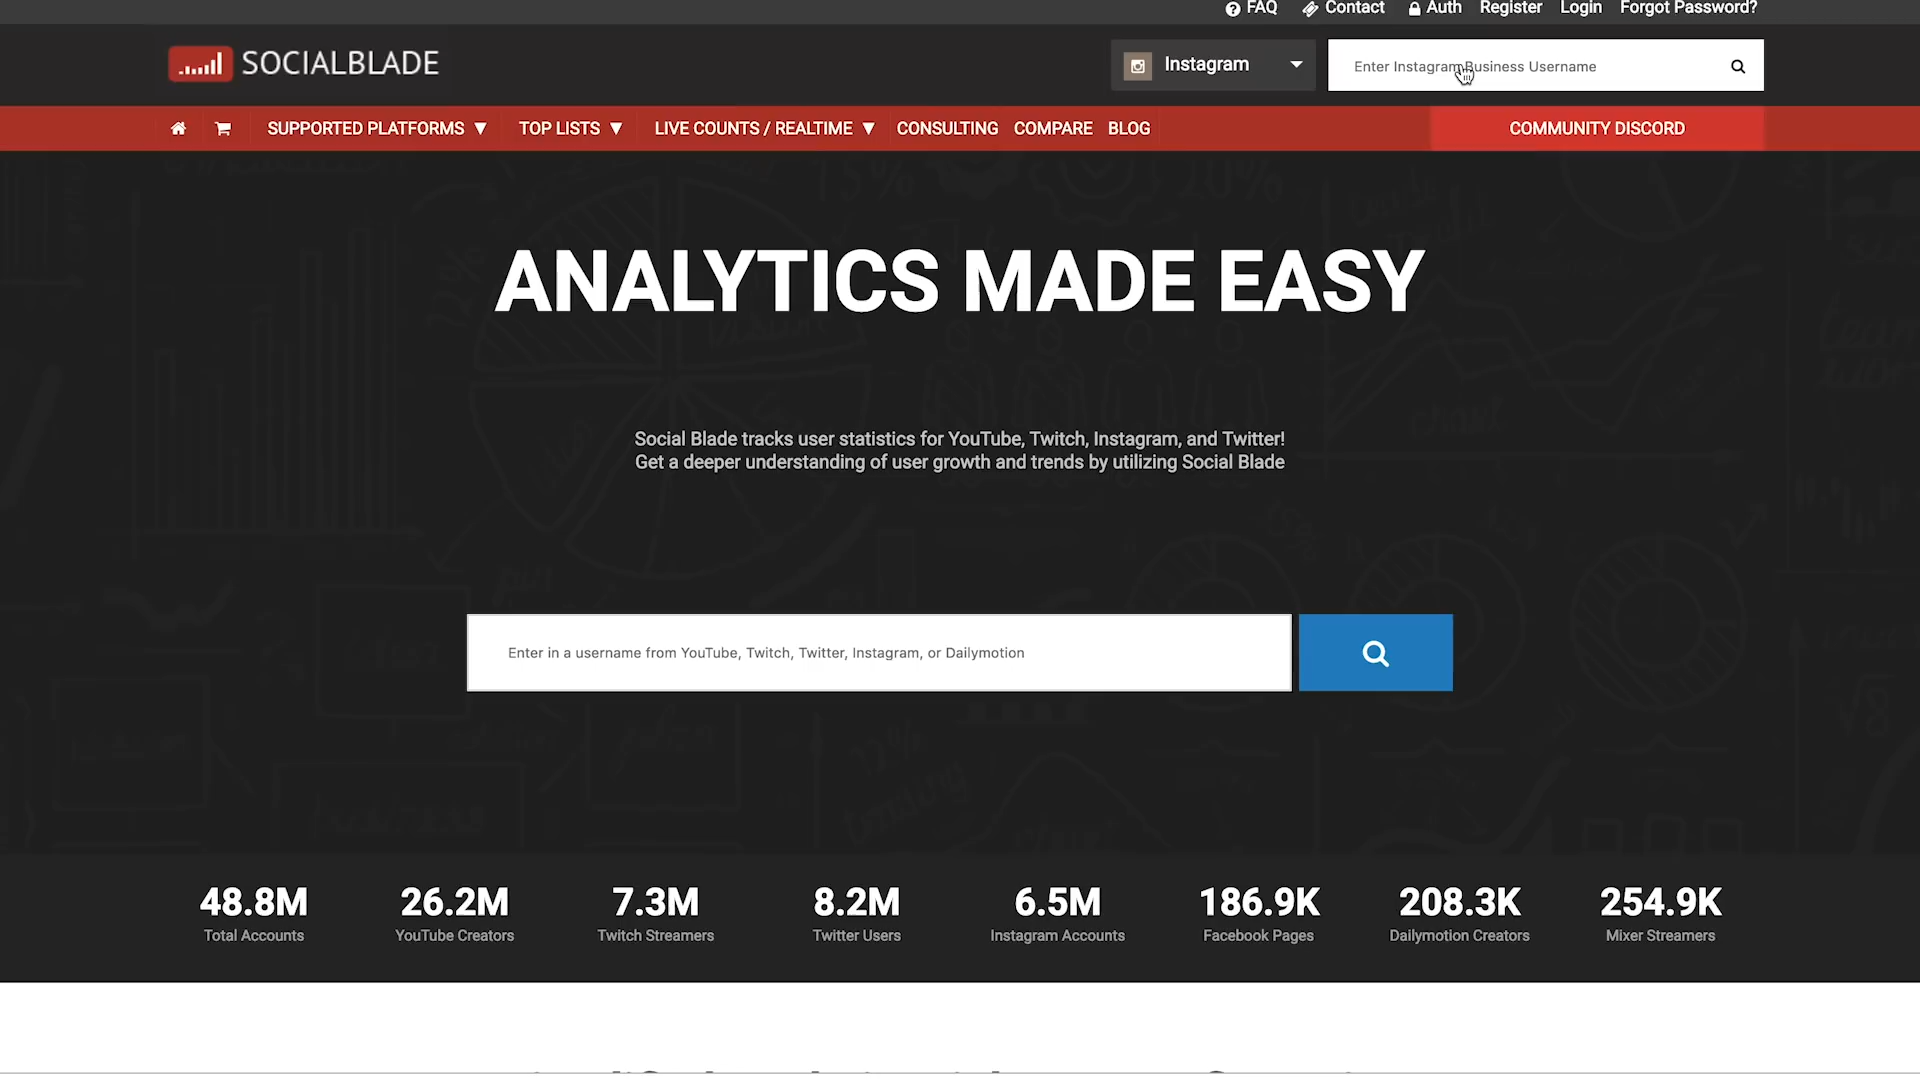 FAQ Contact Auth Register Login Forgot Password?
SOCIALBLADE
Instagram
Enter Instagram Business Username
SUPPORTED PLATFORMS ▼ TOP LISTS ▼ LIVE COUNTS / REALTIME ▼ CONSULTING COMPARE BLOG
COMMUNITY DISCORD
ANALYTICS MADE EASY
Social Blade tracks user statistics for YouTube, Twitch, Instagram, and Twitter!
Get a deeper understanding of user growth and trends by utilizing Social Blade
Enter in a username from YouTube, Twitch, Twitter, Instagram, or Dailymotion
48.8M 26.2M 7.3M 8.2M 6.5M 186.9K 208.3K 254.9K
Total Accounts YouTube Creators Twitch Streamers Twitter Users Instagram Accounts Facebook Pages Dailymotion Creators Mixer Streamers